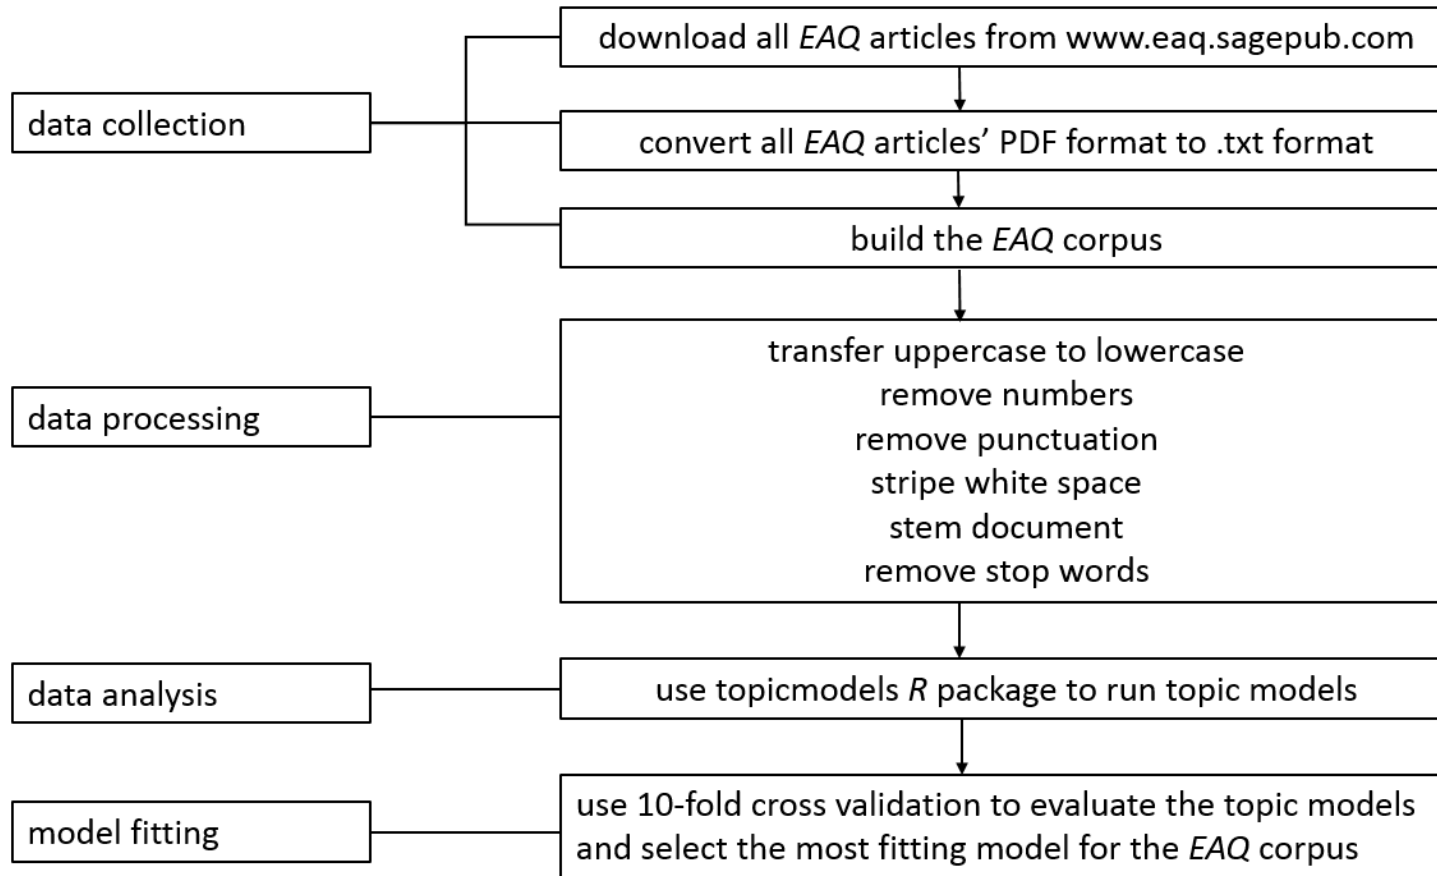 download all EAQ articles from www.eaq.sagepub.com
data collection
convert all EAQ articles’ PDF format to .txt format
build the EAQ corpus
transfer uppercase to lowercase
remove numbers
data processing
remove punctuation
stripe white space
stem document
remove stop words
data analysis
use topicmodels R package to run topic models
model fitting
use 10-fold cross validation to evaluate the topic models
and select the most fitting model for the EAQ corpus